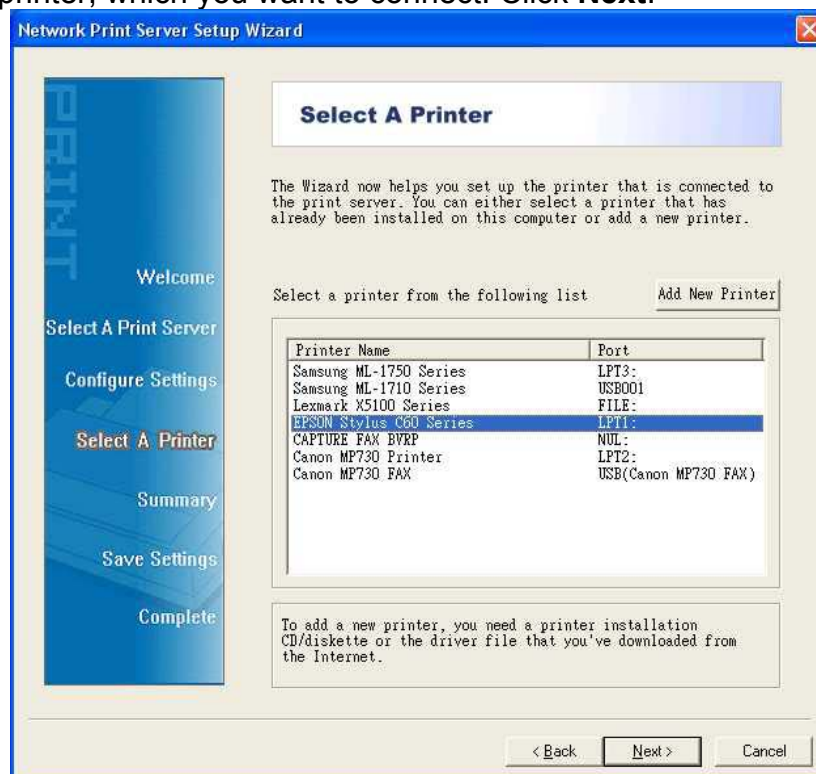 printer, which you want to connect. Click Next.
Network Print Server Setup Wizard
PRINT
Select A Printer
The Wizard now helps you set up the printer that is connected to
the print server. You can either select a printer that has
already been installed on this computer or add a new printer.
Welcome
Select A Print Server
Configure Settings
Select A Printer
Summary
Save Settings
Complete
Select a printer from the following list
Add New Printer
Printer Name Port
Samsung ML-1750 Series LPT3:
Samsung ML-1710 Series USB001
Lexmark X5100 Series FILE:
EPSON Stylus C60 Series LPT1:
CAPTURE FAX BVRP NUL:
Canon MP730 Printer LPT2:
Canon MP730 FAX USB(Canon MP730 FAX)
To add a new printer, you need a printer installation
CD/diskette or the driver file that you've downloaded from
the Internet.
< Back Next > Cancel